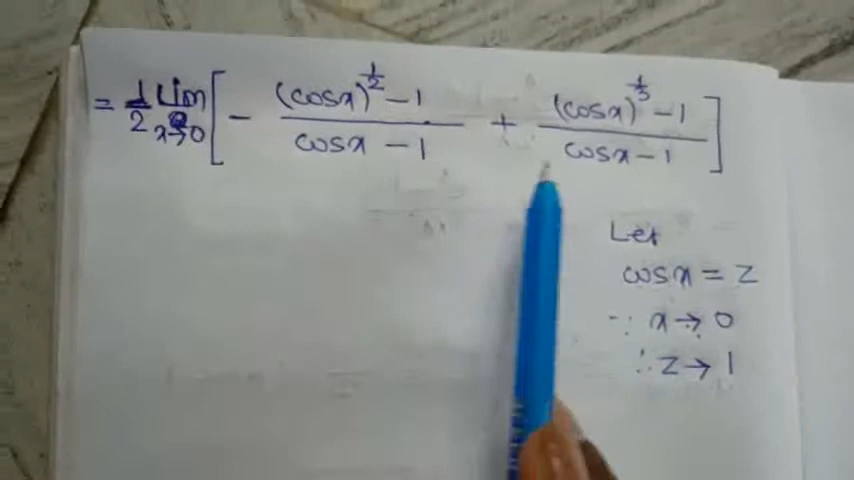 = 1/2 Lim x→0 [ - (cosx)^(1/2) - 1 / cosx - 1 + (cosx)^(1/3) - 1 / cosx - 1 ]
Let
cosx = z
∵ x → 0
∴ z → 1